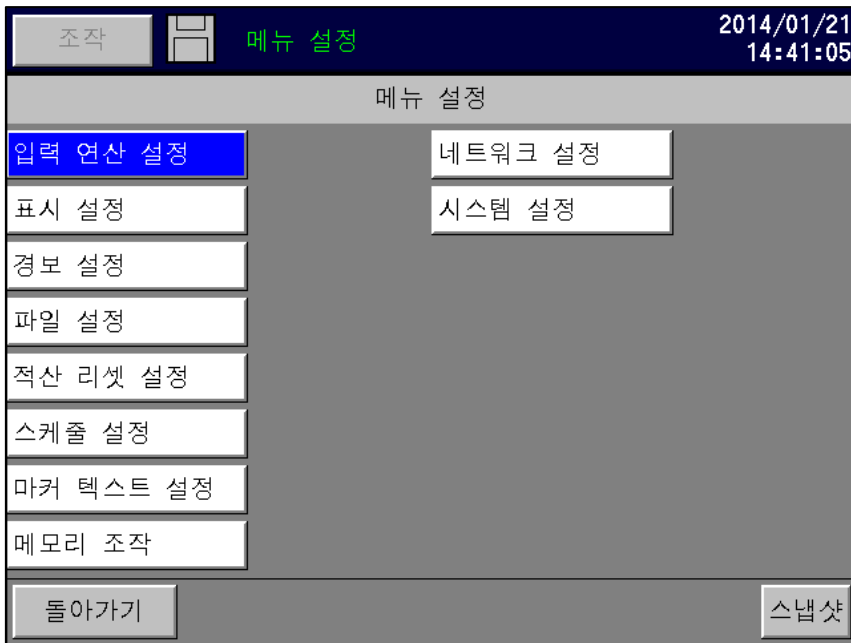 조작
메뉴 설정
2014/01/21
14:41:05
메뉴 설정
입력 연산 설정
네트워크 설정
표시 설정
시스템 설정
경보 설정
파일 설정
적산 리셋 설정
스케줄 설정
마커 텍스트 설정
메모리 조작
돌아가기
스냅샷